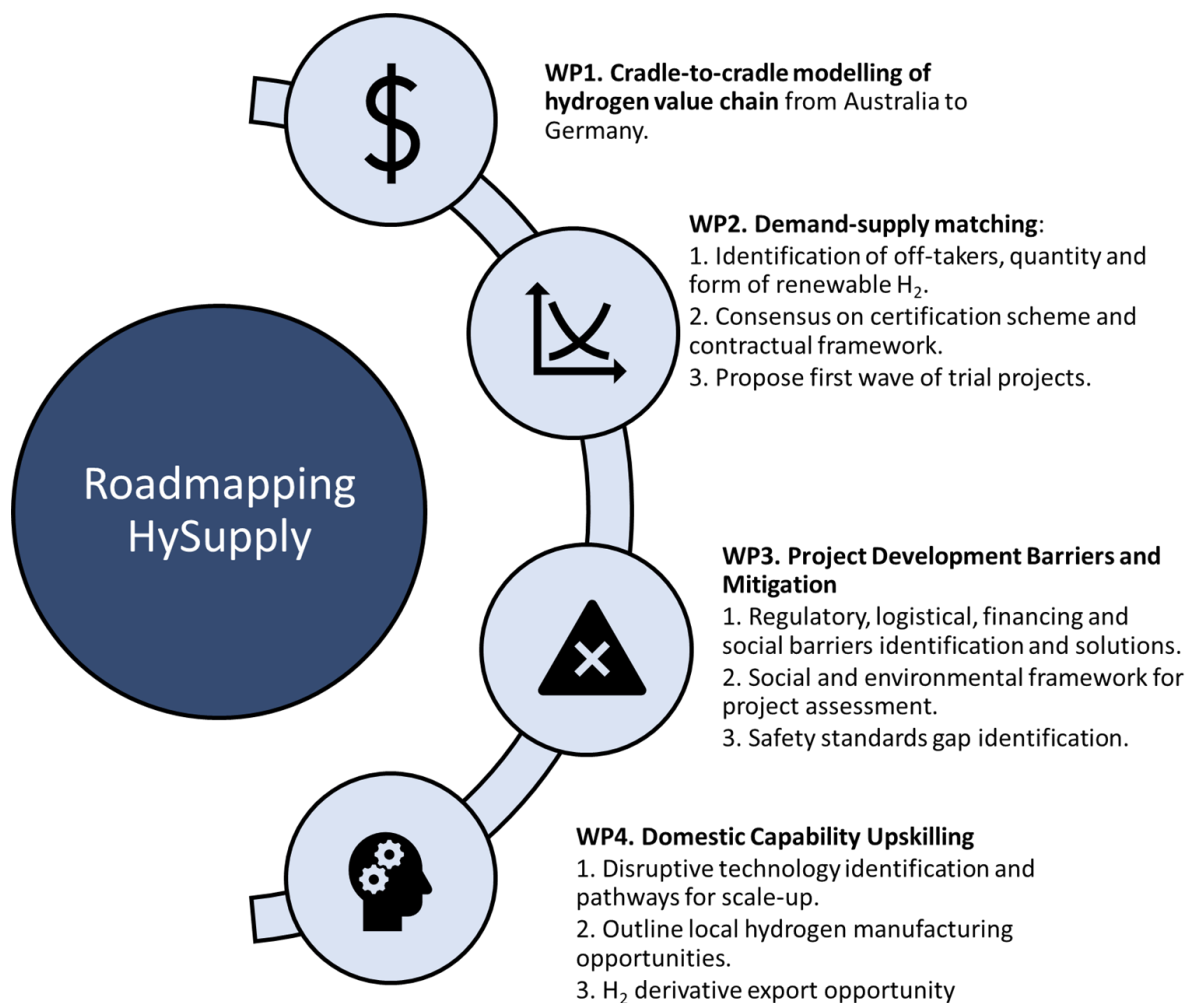 WP1. Cradle-to-cradle modelling of
hydrogen value chain from Australia to
Germany.
WP2. Demand-supply matching:
1. Identification of off-takers, quantity and
form of renewable H₂.
2. Consensus on certification scheme and
contractual framework.
3. Propose first wave of trial projects.
Roadmapping
HySupply
WP3. Project Development Barriers and
Mitigation
1. Regulatory, logistical, financing and
social barriers identification and solutions.
2. Social and environmental framework for
project assessment.
3. Safety standards gap identification.
WP4. Domestic Capability Upskilling
1. Disruptive technology identification and
pathways for scale-up.
2. Outline local hydrogen manufacturing
opportunities.
3. H₂ derivative export opportunity